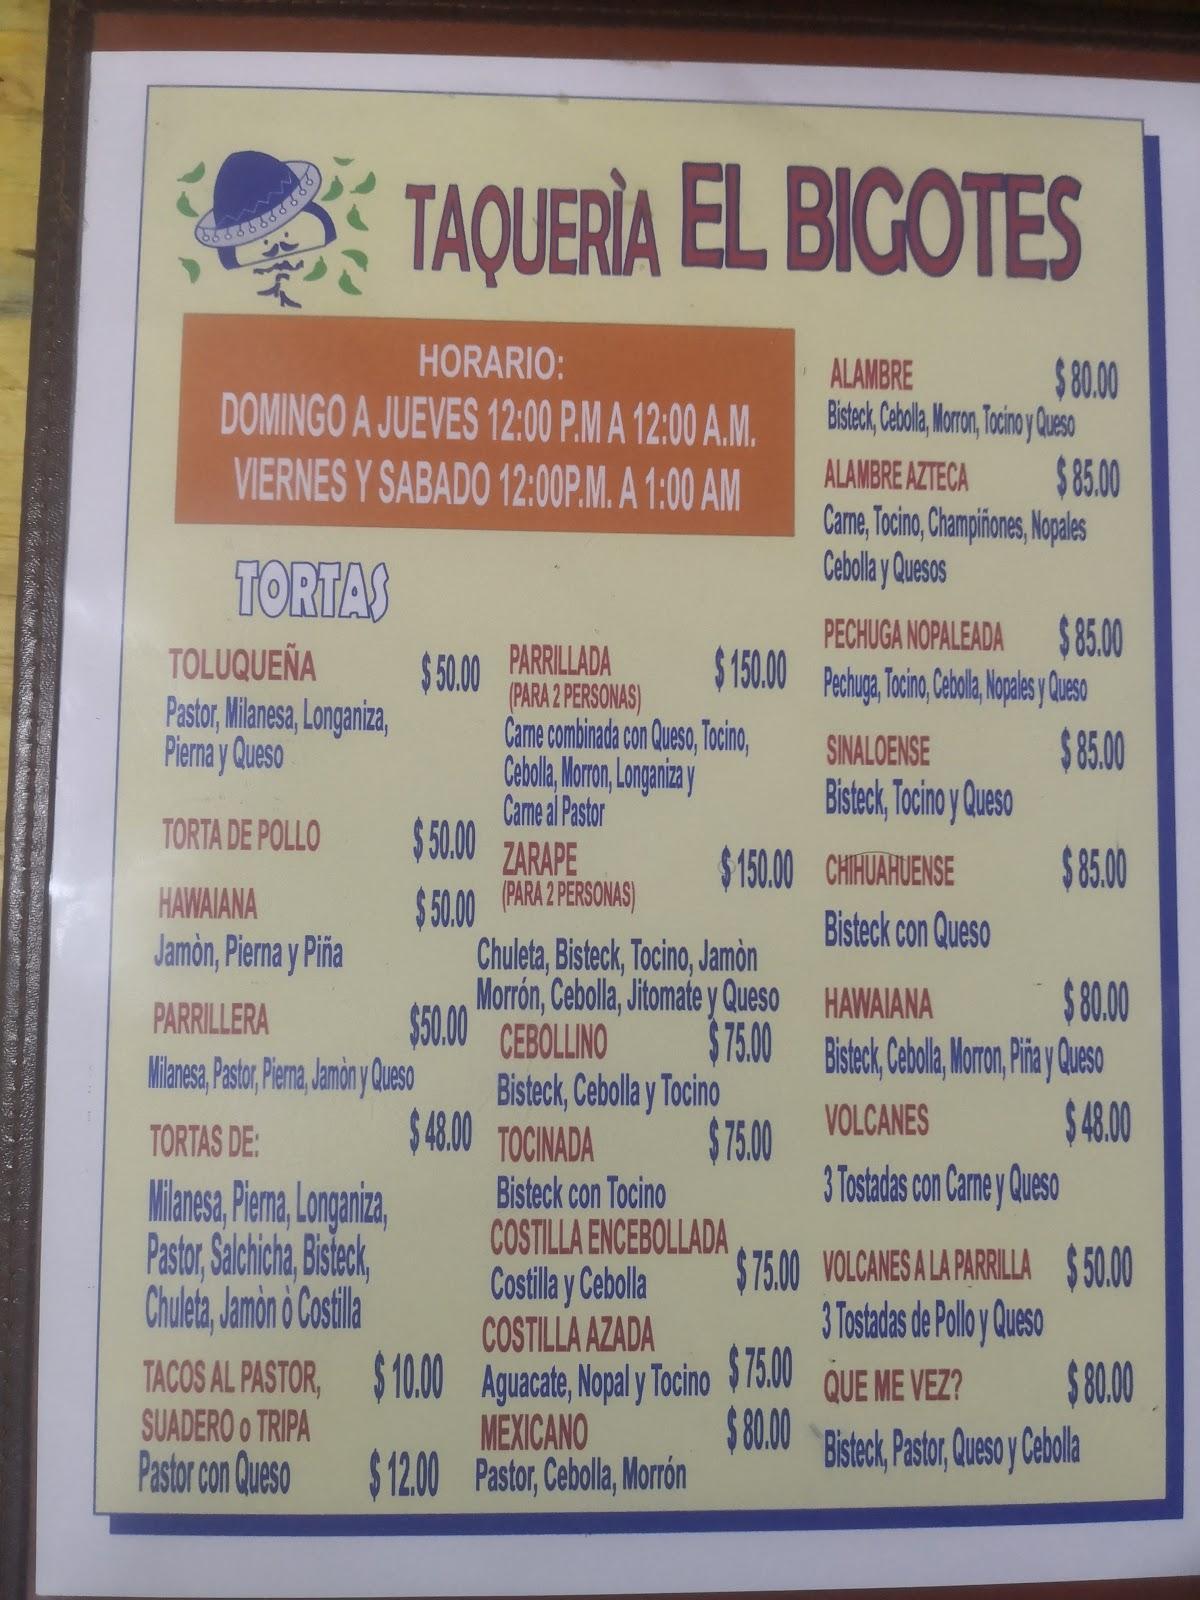 TAQUERÌA EL BIGOTES
HORARIO:
DOMINGO A JUEVES 12:00 P.M A 12:00 A.M.
VIERNES Y SABADO 12:00P.M. A 1:00 AM
TORTAS
TOLUQUEÑA $ 50.00
Pastor, Milanesa, Longaniza,
Pierna y Queso
TORTA DE POLLO $ 50.00
HAWAIANA $ 50.00
Jamòn, Pierna y Piña
PARRILLERA $50.00
Milanesa, Pastor, Pierna, Jamòn y Queso
TORTAS DE: $ 48.00
Milanesa, Pierna, Longaniza,
Pastor, Salchicha, Bisteck,
Chuleta, Jamòn ò Costilla
TACOS AL PASTOR, $ 10.00
SUADERO o TRIPA
Pastor con Queso $ 12.00
PARRILLADA $ 150.00
(PARA 2 PERSONAS)
Carne combinada con Queso, Tocino,
Cebolla, Morron, Longaniza y
Carne al Pastor
ZARAPE $ 150.00
(PARA 2 PERSONAS)
Chuleta, Bisteck, Tocino, Jamòn
Morrón, Cebolla, Jitomate y Queso
CEBOLLINO $ 75.00
Bisteck, Cebolla y Tocino
TOCINADA $ 75.00
Bisteck con Tocino
COSTILLA ENCEBOLLADA
Costilla y Cebolla $ 75.00
COSTILLA AZADA
Aguacate, Nopal y Tocino $ 75.00
MEXICANO $ 80.00
Pastor, Cebolla, Morrón
ALAMBRE $ 80.00
Bisteck, Cebolla, Morron, Tocino y Queso
ALAMBRE AZTECA $ 85.00
Carne, Tocino, Champiñones, Nopales
Cebolla y Quesos
PECHUGA NOPALEADA $ 85.00
Pechuga, Tocino, Cebolla, Nopales y Queso
SINALOENSE $ 85.00
Bisteck, Tocino y Queso
CHIHUAHUENSE $ 85.00
Bisteck con Queso
HAWAIANA $ 80.00
Bisteck, Cebolla, Morron, Piña y Queso
VOLCANES $ 48.00
3 Tostadas con Carne y Queso
VOLCANES A LA PARRILLA $ 50.00
3 Tostadas de Pollo y Queso
QUE ME VEZ? $ 80.00
Bisteck, Pastor, Queso y Cebolla